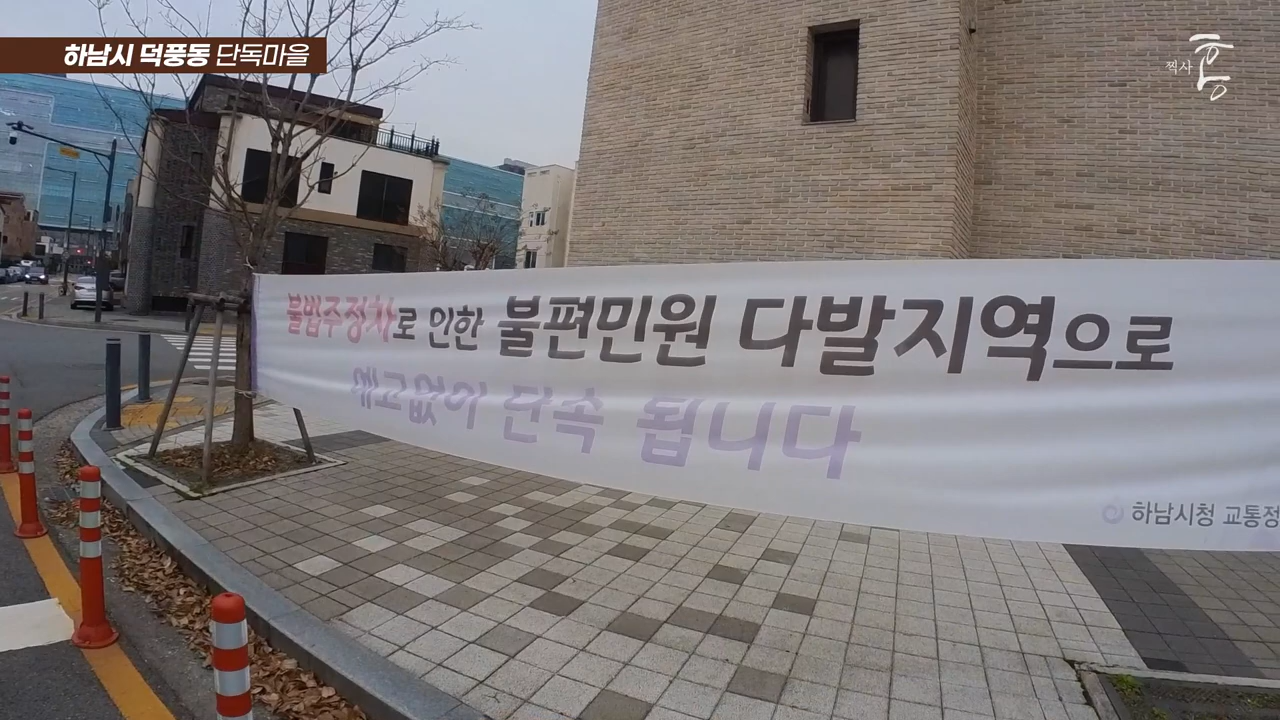 하남시 덕풍동 단독마을
찍사 홍
불법주정차로 인한 불편민원 다발지역으로
예고없이 단속 됩니다
하남시청 교통정